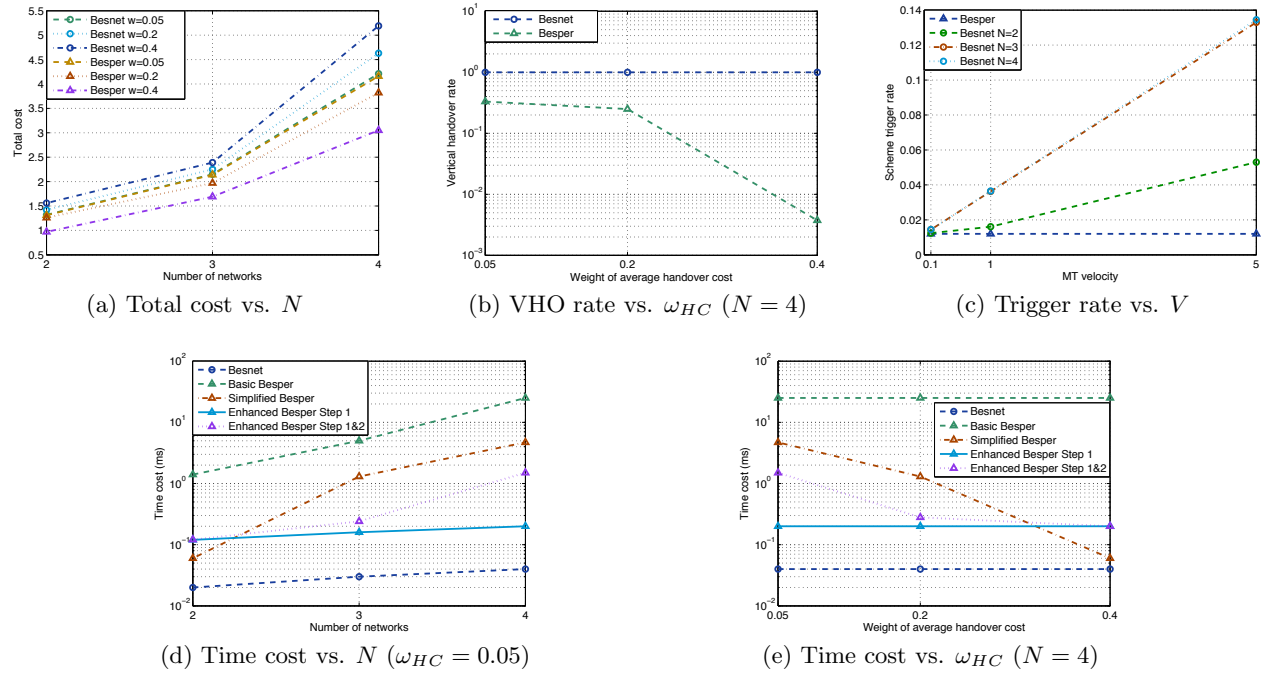 5.5
5
4.5
4
3.5
3
2.5
2
1.5
1
0.5
Total cost
Besnet w=0.05
Besnet w=0.2
Besnet w=0.4
Besper w=0.05
Besper w=0.2
Besper w=0.4
2 3 4
Number of networks
(a) Total cost vs. N
10^1
10^0
10^-1
10^-2
10^-3
Vertical handover rate
Besnet
Besper
0.05 0.2 0.4
Weight of average handover cost
(b) VHO rate vs. ω_HC (N = 4)
0.14
0.12
0.1
0.08
0.06
0.04
0.02
0
Scheme trigger rate
Besper
Besnet N=2
Besnet N=3
Besnet N=4
0.1 1 5
MT velocity
(c) Trigger rate vs. V
10^2
10^1
10^0
10^-1
10^-2
Time cost (ms)
Besnet
Basic Besper
Simplified Besper
Enhanced Besper Step 1
Enhanced Besper Step 1&2
2 3 4
Number of networks
(d) Time cost vs. N (ω_HC = 0.05)
10^2
10^1
10^0
10^-1
10^-2
Time cost (ms)
Besnet
Basic Besper
Simplified Besper
Enhanced Besper Step 1
Enhanced Besper Step 1&2
0.05 0.2 0.4
Weight of average handover cost
(e) Time cost vs. ω_HC (N = 4)